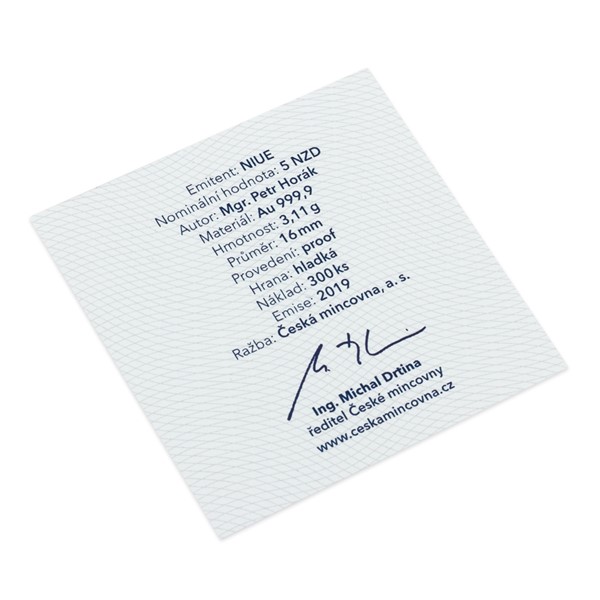 Emitent: NIUE
Nominální hodnota: 5 NZD
Autor: Mgr. Petr Horák
Materiál: Au 999,9
Hmotnost: 3,11 g
Průměr: 16 mm
Provedení: proof
Hrana: hladká
Náklad: 300 ks
Emise: 2019
Ražba: Česká mincovna, a. s.
Ing. Michal Drtina
ředitel České mincovny
www.ceskamincovna.cz